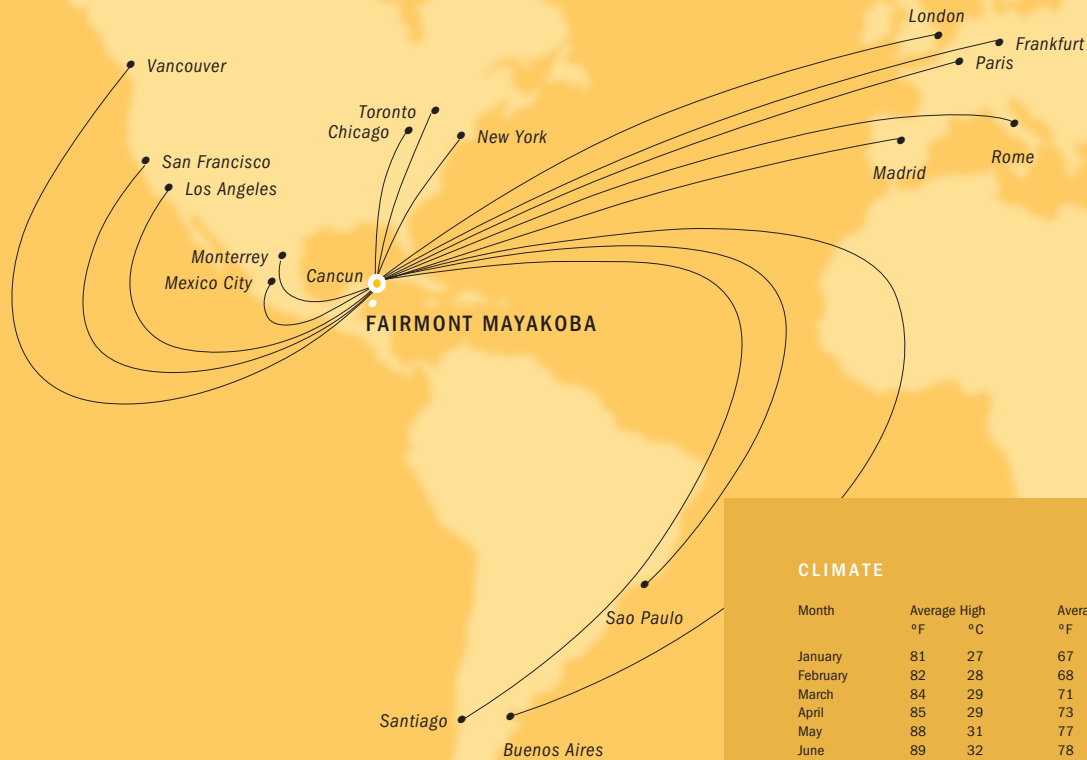 London
Frankfurt
Paris
Vancouver
Toronto
Chicago
New York
San Francisco
Los Angeles
Madrid
Rome
Monterrey
Mexico City
Cancun
FAIRMONT MAYAKOBA
Sao Paulo
Santiago
Buenos Aires
CLIMATE
Month Average High Avera
°F °C °F
January 81 27 67
February 82 28 68
March 84 29 71
April 85 29 73
May 88 31 77
June 89 32 78